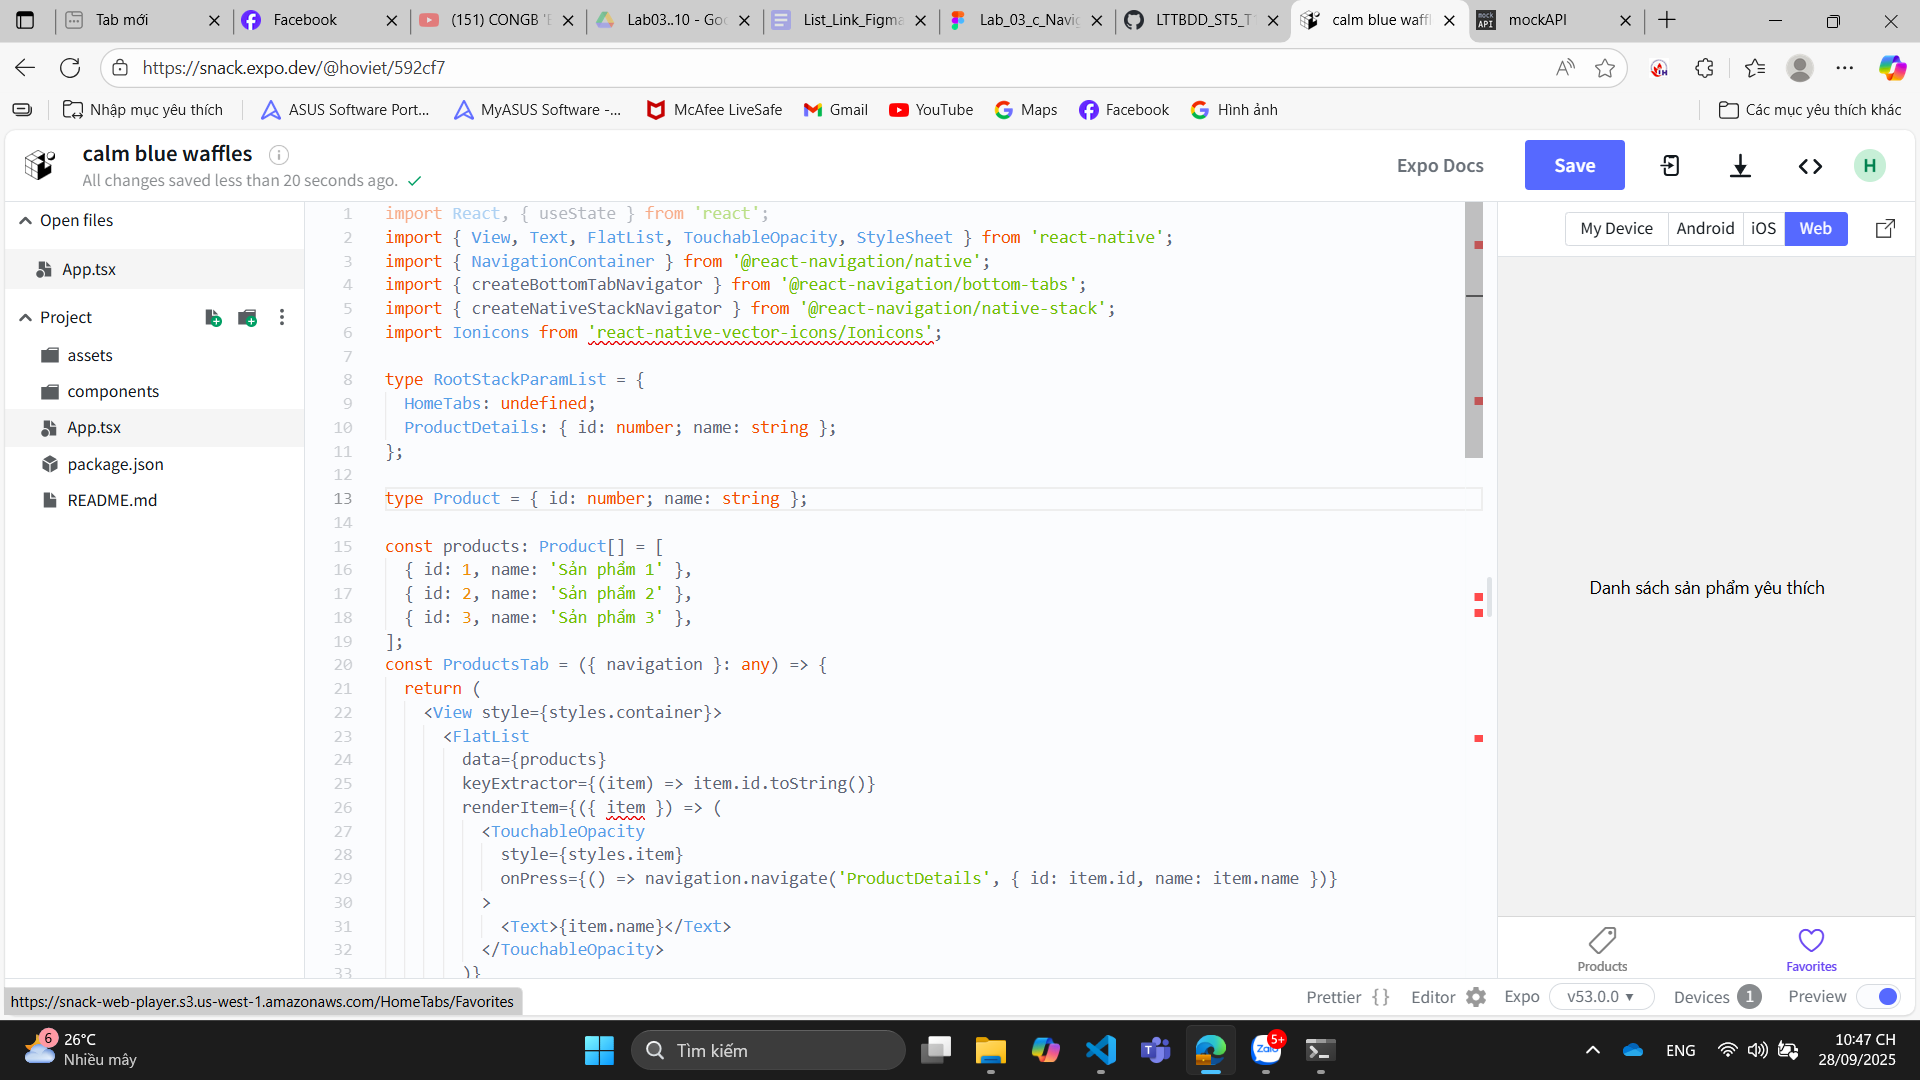 Tab mới
Facebook
(151) CONGB 'B
Lab03..10 - Goo
List_Link_Figma
Lab_03_c_Navig
LTTBDD_ST5_T1
calm blue waffl
mockAPI
https://snack.expo.dev/@hoviet/592cf7
Nhập mục yêu thích
ASUS Software Port...
MyASUS Software -...
McAfee LiveSafe
Gmail
YouTube
Maps
Facebook
Hình ảnh
Các mục yêu thích khác
calm blue waffles
All changes saved less than 20 seconds ago.
Expo Docs
Save
H
Open files
App.tsx
Project
assets
components
App.tsx
package.json
README.md
1 import React, { useState } from 'react';
2 import { View, Text, FlatList, TouchableOpacity, StyleSheet } from 'react-native';
3 import { NavigationContainer } from '@react-navigation/native';
4 import { createBottomTabNavigator } from '@react-navigation/bottom-tabs';
5 import { createNativeStackNavigator } from '@react-navigation/native-stack';
6 import Ionicons from 'react-native-vector-icons/Ionicons';
7
8 type RootStackParamList = {
9 HomeTabs: undefined;
10 ProductDetails: { id: number; name: string };
11 };
12
13 type Product = { id: number; name: string };
14
15 const products: Product[] = [
16 { id: 1, name: 'Sản phẩm 1' },
17 { id: 2, name: 'Sản phẩm 2' },
18 { id: 3, name: 'Sản phẩm 3' },
19 ];
20 const ProductsTab = ({ navigation }: any) => {
21 return (
22 <View style={styles.container}>
23 <FlatList
24 data={products}
25 keyExtractor={(item) => item.id.toString()}
26 renderItem={({ item }) => (
27 <TouchableOpacity
28 style={styles.item}
29 onPress={() => navigation.navigate('ProductDetails', { id: item.id, name: item.name })}
30 >
31 <Text>{item.name}</Text>
32 </TouchableOpacity>
33 )}
My Device
Android
iOS
Web
Danh sách sản phẩm yêu thích
Products
Favorites
https://snack-web-player.s3.us-west-1.amazonaws.com/HomeTabs/Favorites
Prettier { }
Editor
Expo
v53.0.0
Devices 1
Preview
6
26°C
Nhiều mây
Tìm kiếm
Zalo
5+
ENG
10:47 CH
28/09/2025